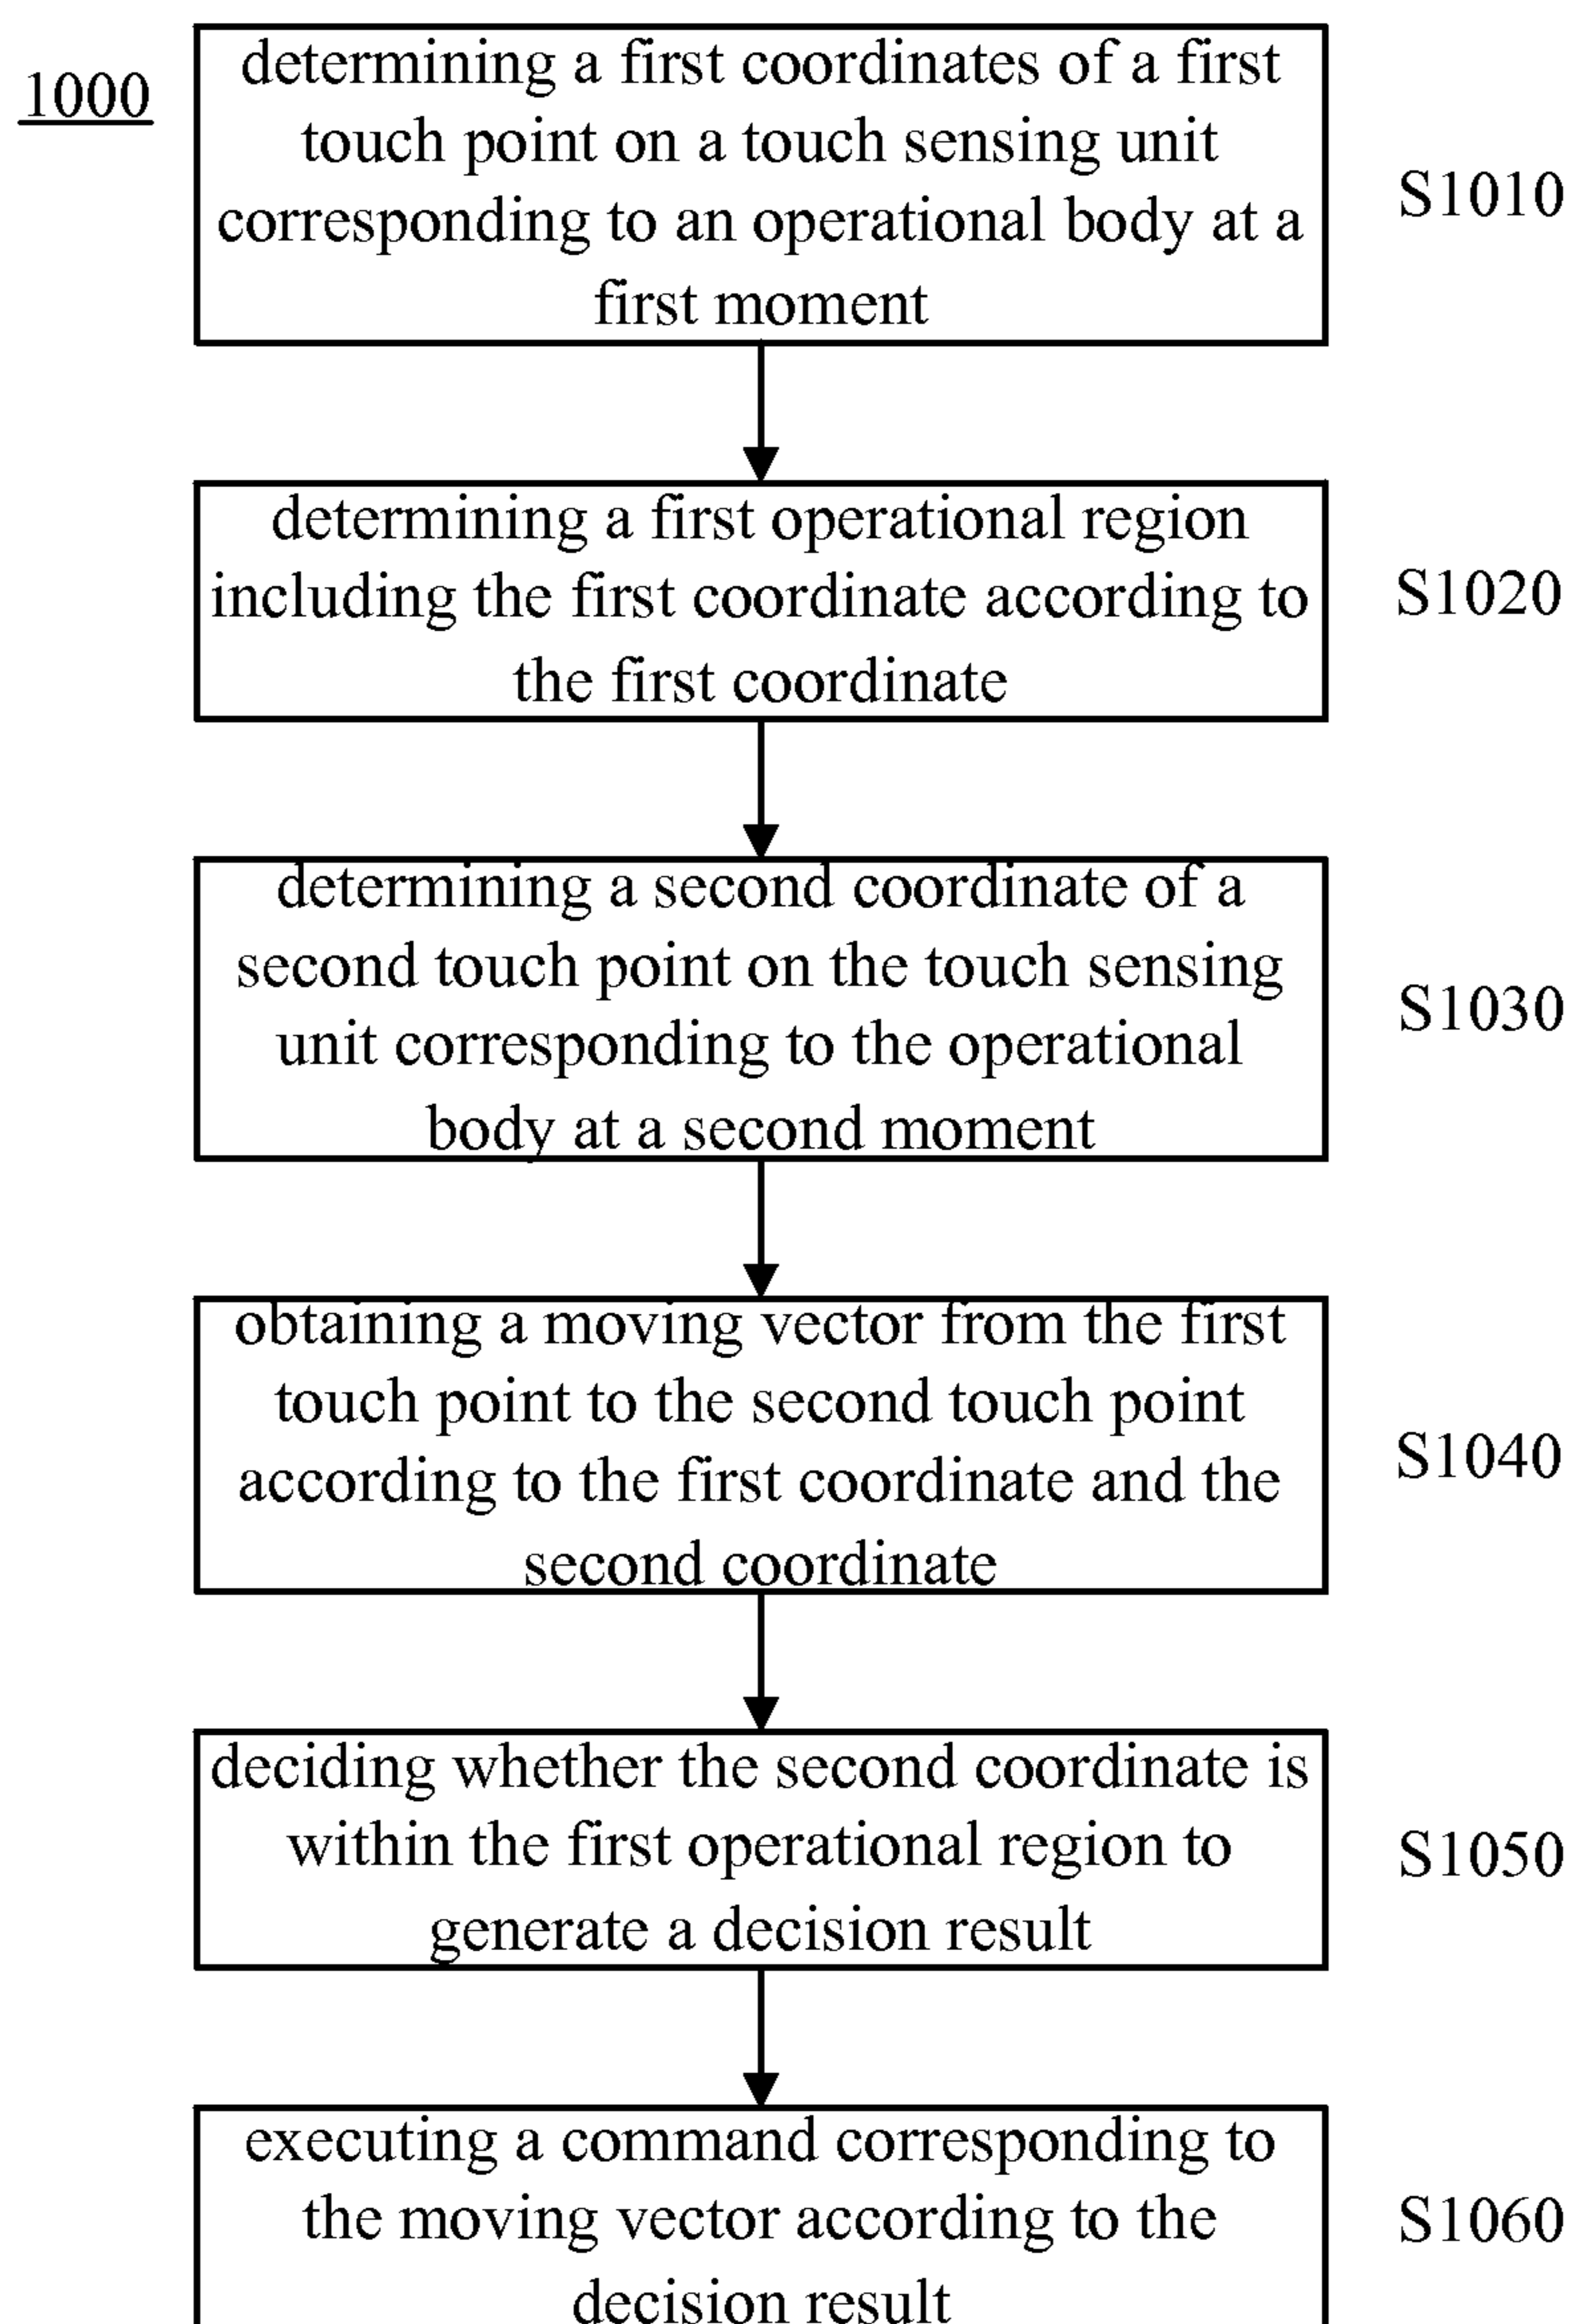 1000
determining a first coordinates of a first
touch point on a touch sensing unit
corresponding to an operational body at a
first moment
S1010
determining a first operational region
including the first coordinate according to
the first coordinate
S1020
determining a second coordinate of a
second touch point on the touch sensing
unit corresponding to the operational
body at a second moment
S1030
obtaining a moving vector from the first
touch point to the second touch point
according to the first coordinate and the
second coordinate
S1040
deciding whether the second coordinate is
within the first operational region to
generate a decision result
S1050
executing a command corresponding to
the moving vector according to the
decision result
S1060